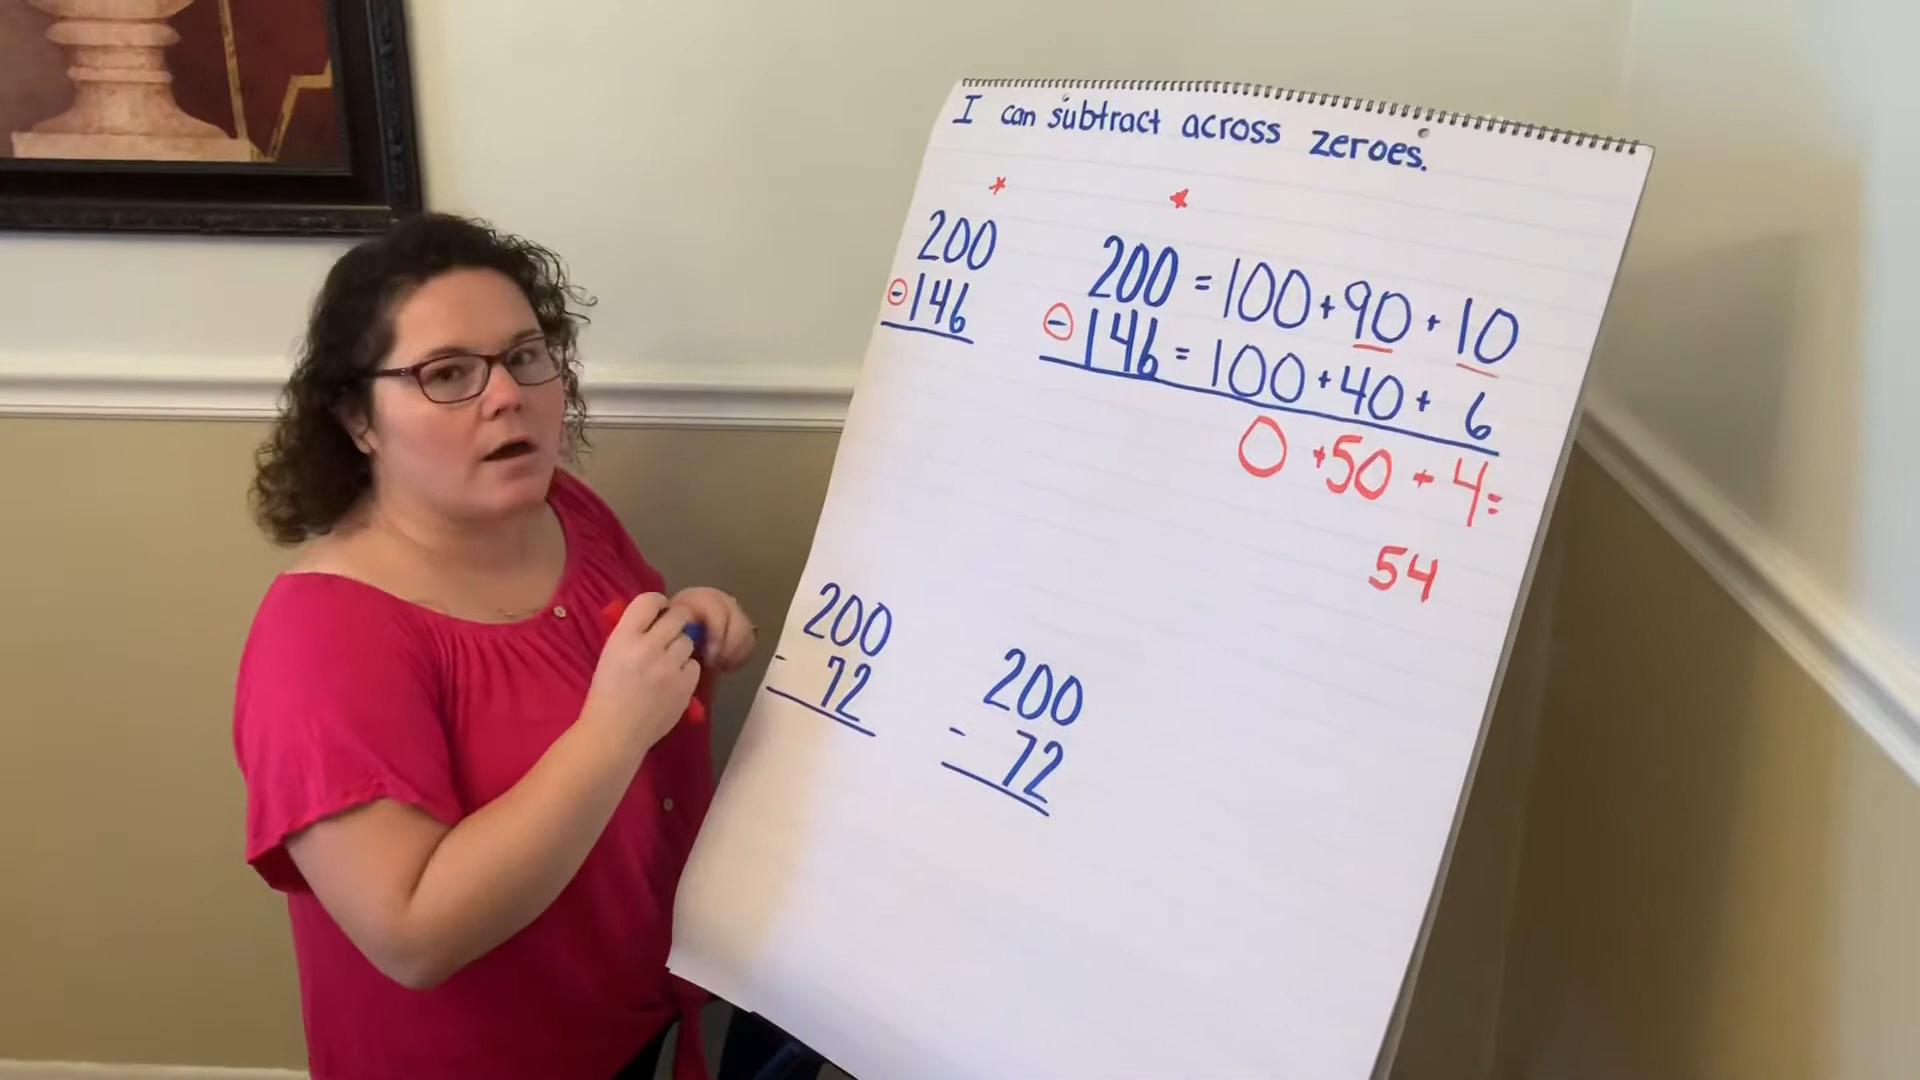 I can subtract across zeroes.
* *
200
- 146
200 = 100 + 90 + 10
- 146 = 100 + 40 + 6
0 + 50 + 4 =
54
200
- 72
200
- 72